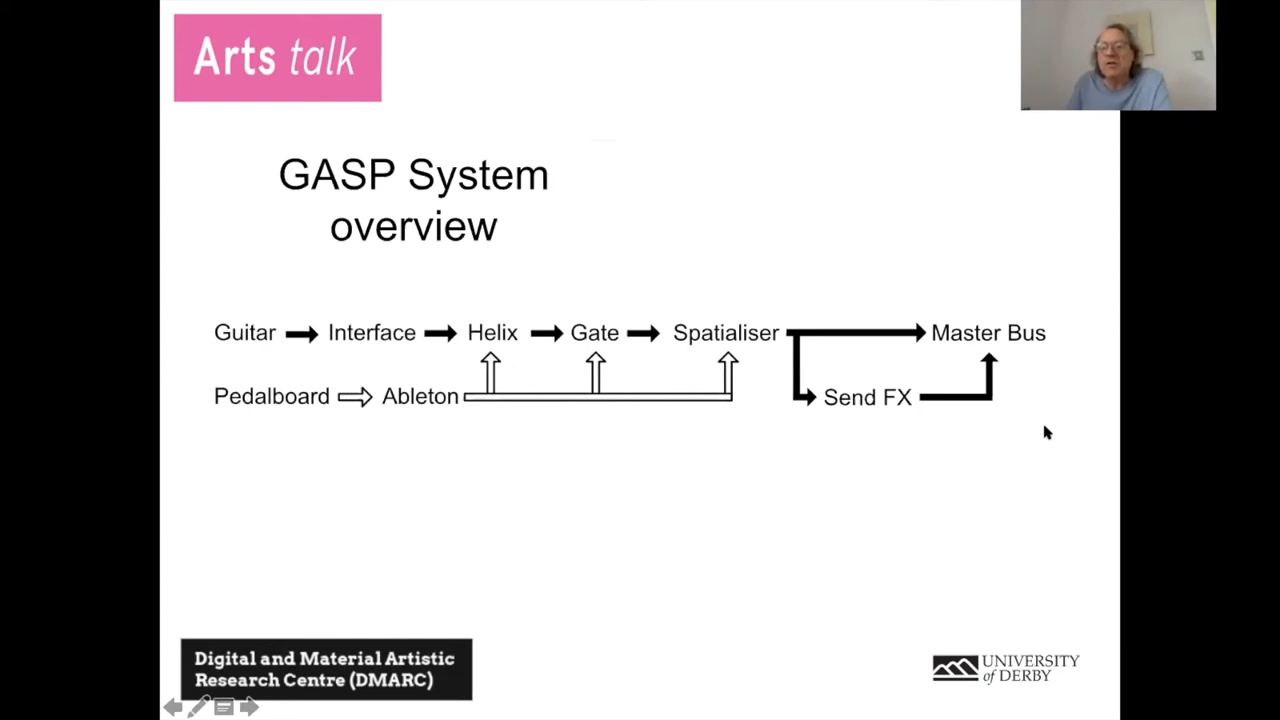 Arts talk
GASP System
overview
Guitar Interface Helix Gate Spatialiser Master Bus
Pedalboard Ableton Send FX
Digital and Material Artistic
Research Centre (DMARC)
UNIVERSITY
of DERBY